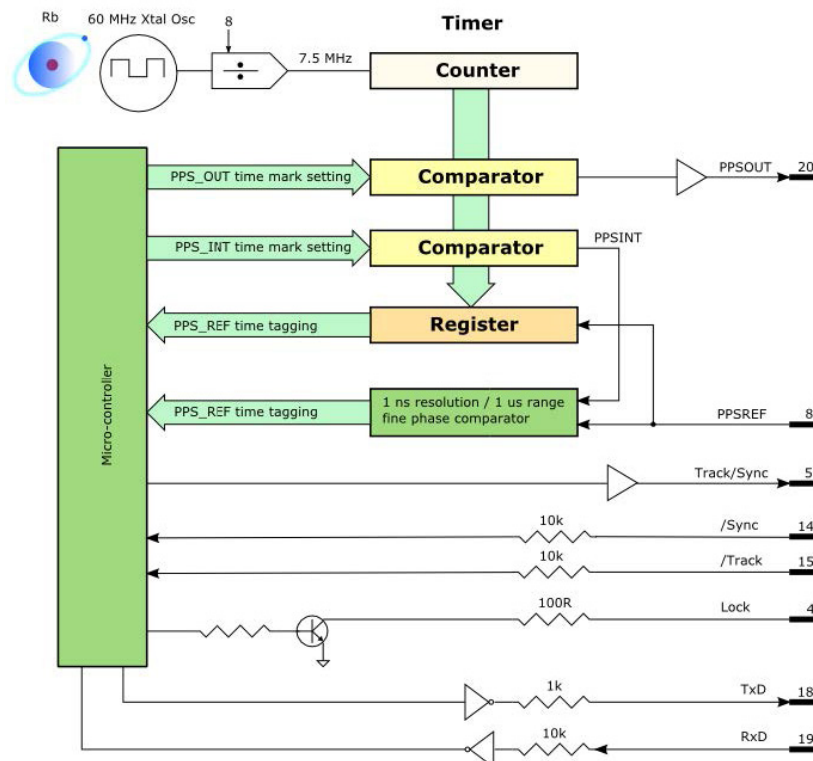 Rb
60 MHz Xtal Osc
8
÷
7.5 MHz
Timer
Counter
PPS_OUT time mark setting
Comparator
PPSOUT
20
PPS_INT time mark setting
Comparator
PPSINT
PPS_REF time tagging
Register
Micro-controller
PPS_REF time tagging
1 ns resolution / 1 us range
fine phase comparator
PPSREF
8
Track/Sync
5
10k
/Sync
14
10k
/Track
15
100R
Lock
4
1k
TxD
18
10k
RxD
19